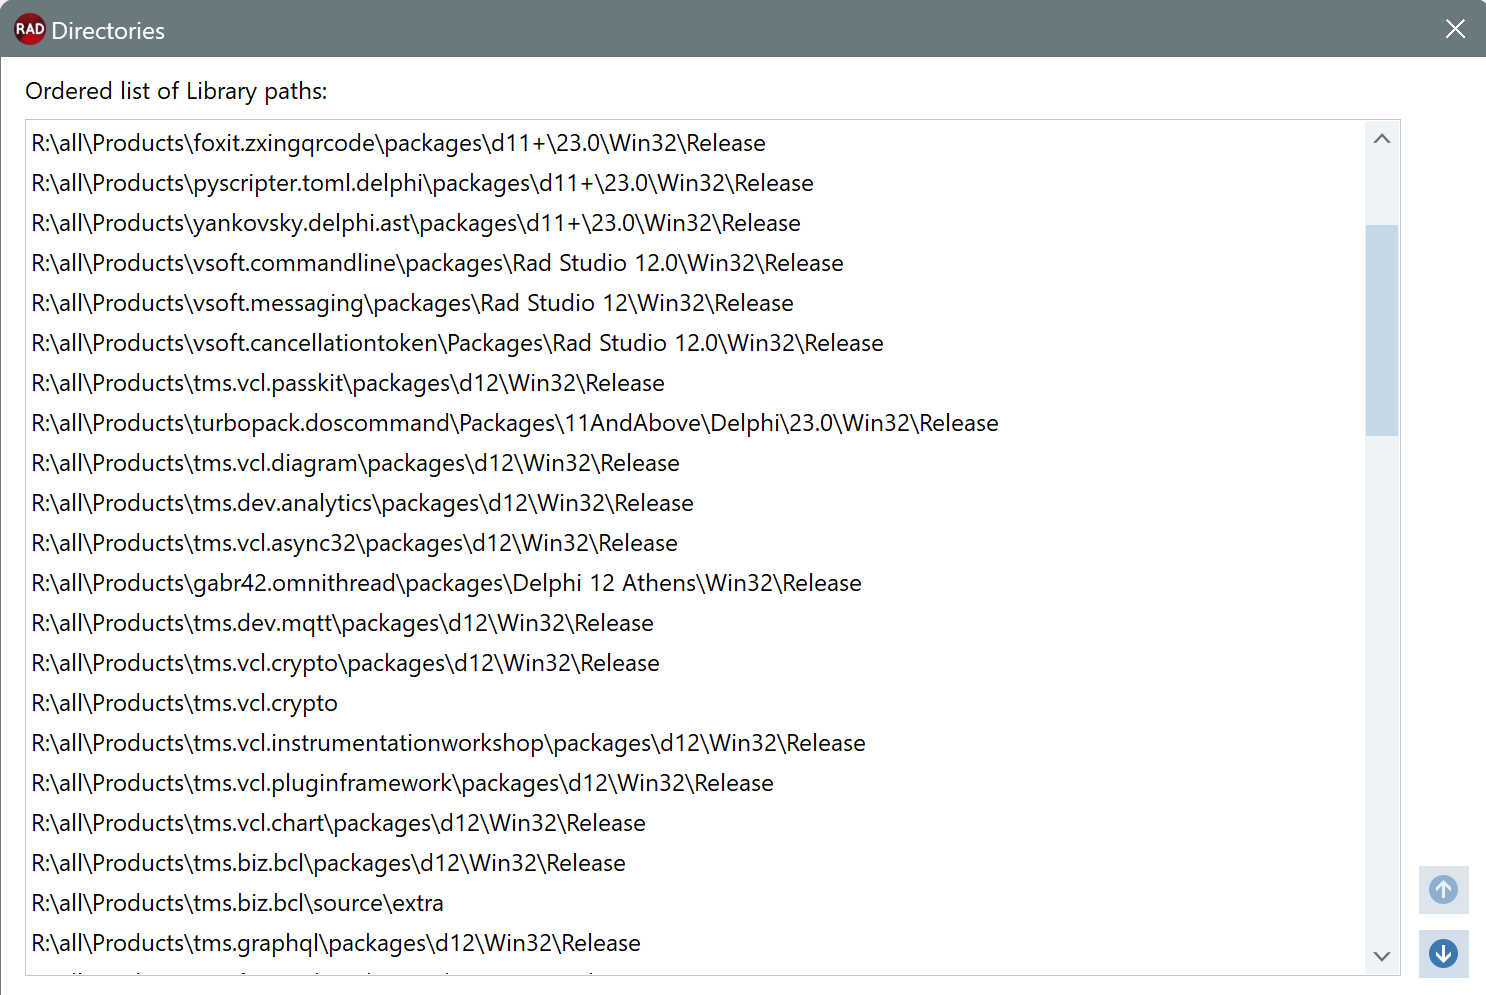 RAD Directories
Ordered list of Library paths:
R:\all\Products\foxit.zxingqrcode\packages\d11+\23.0\Win32\Release
R:\all\Products\pyscripter.toml.delphi\packages\d11+\23.0\Win32\Release
R:\all\Products\yankovsky.delphi.ast\packages\d11+\23.0\Win32\Release
R:\all\Products\vsoft.commandline\packages\Rad Studio 12.0\Win32\Release
R:\all\Products\vsoft.messaging\packages\Rad Studio 12\Win32\Release
R:\all\Products\vsoft.cancellationtoken\Packages\Rad Studio 12.0\Win32\Release
R:\all\Products\tms.vcl.passkit\packages\d12\Win32\Release
R:\all\Products\turbopack.doscommand\Packages\11AndAbove\Delphi\23.0\Win32\Release
R:\all\Products\tms.vcl.diagram\packages\d12\Win32\Release
R:\all\Products\tms.dev.analytics\packages\d12\Win32\Release
R:\all\Products\tms.vcl.async32\packages\d12\Win32\Release
R:\all\Products\gabr42.omnithread\packages\Delphi 12 Athens\Win32\Release
R:\all\Products\tms.dev.mqtt\packages\d12\Win32\Release
R:\all\Products\tms.vcl.crypto\packages\d12\Win32\Release
R:\all\Products\tms.vcl.crypto
R:\all\Products\tms.vcl.instrumentationworkshop\packages\d12\Win32\Release
R:\all\Products\tms.vcl.pluginframework\packages\d12\Win32\Release
R:\all\Products\tms.vcl.chart\packages\d12\Win32\Release
R:\all\Products\tms.biz.bcl\packages\d12\Win32\Release
R:\all\Products\tms.biz.bcl\source\extra
R:\all\Products\tms.graphql\packages\d12\Win32\Release